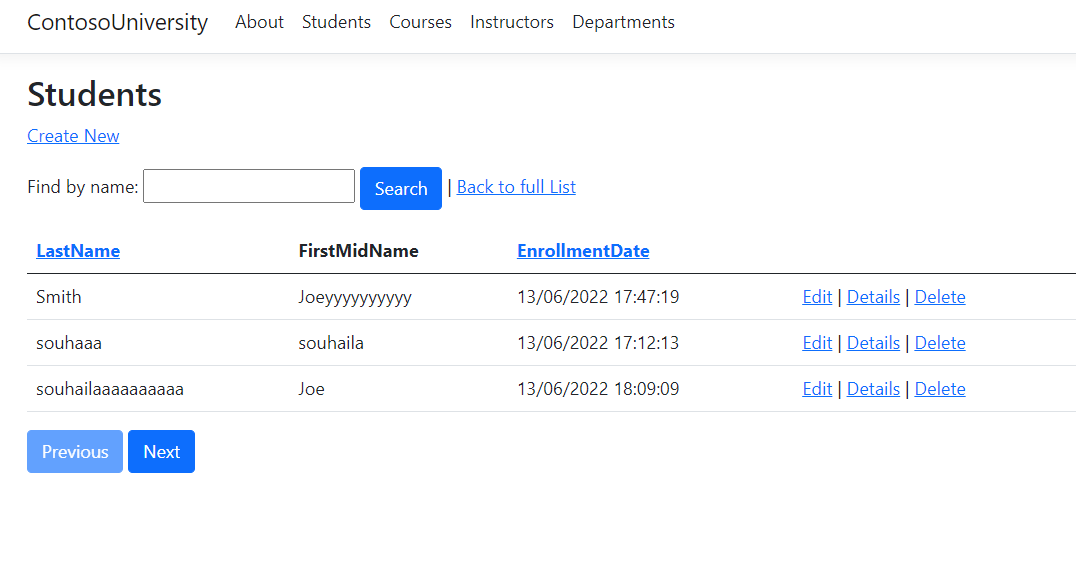 ContosoUniversity About Students Courses Instructors Departments
Students
Create New
Find by name: Search | Back to full List
LastName FirstMidName EnrollmentDate
Smith Joeyyyyyyyyyy 13/06/2022 17:47:19 Edit | Details | Delete
souhaaa souhaila 13/06/2022 17:12:13 Edit | Details | Delete
souhailaaaaaaaaaa Joe 13/06/2022 18:09:09 Edit | Details | Delete
Previous Next